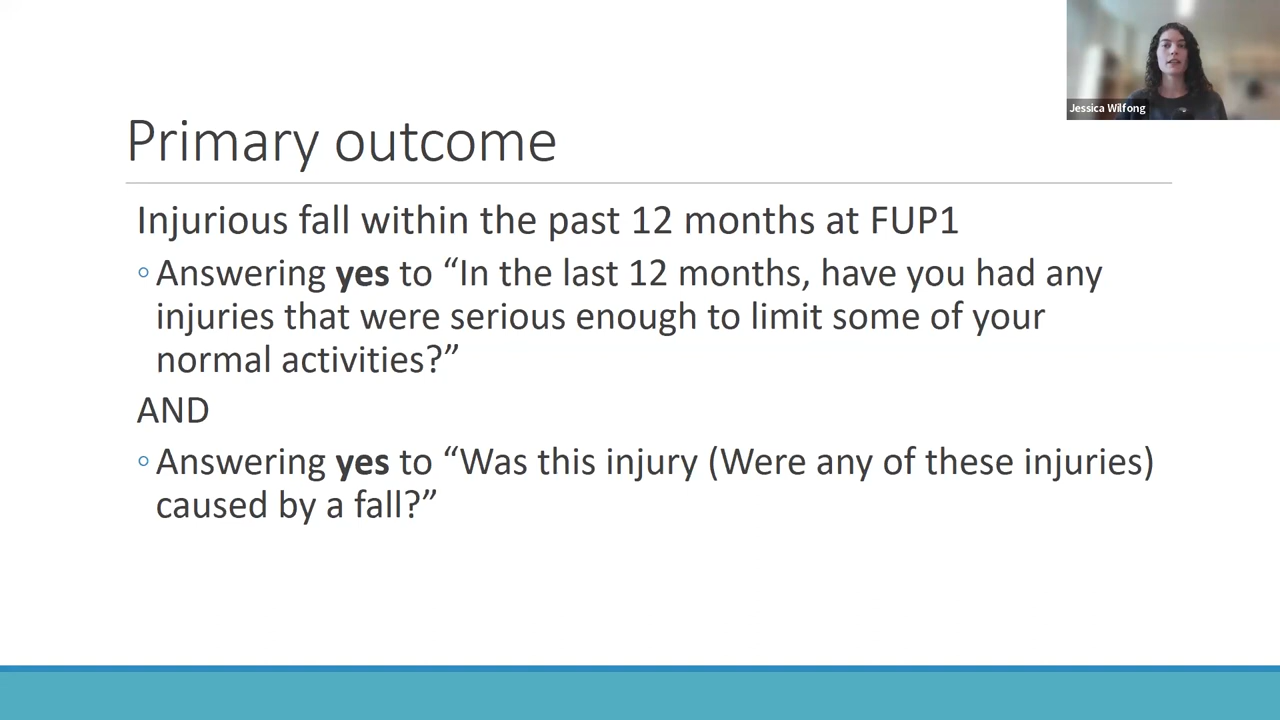 Jessica Wilfong
Primary outcome
Injurious fall within the past 12 months at FUP1
◦ Answering yes to “In the last 12 months, have you had any
injuries that were serious enough to limit some of your
normal activities?”
AND
◦ Answering yes to “Was this injury (Were any of these injuries)
caused by a fall?”